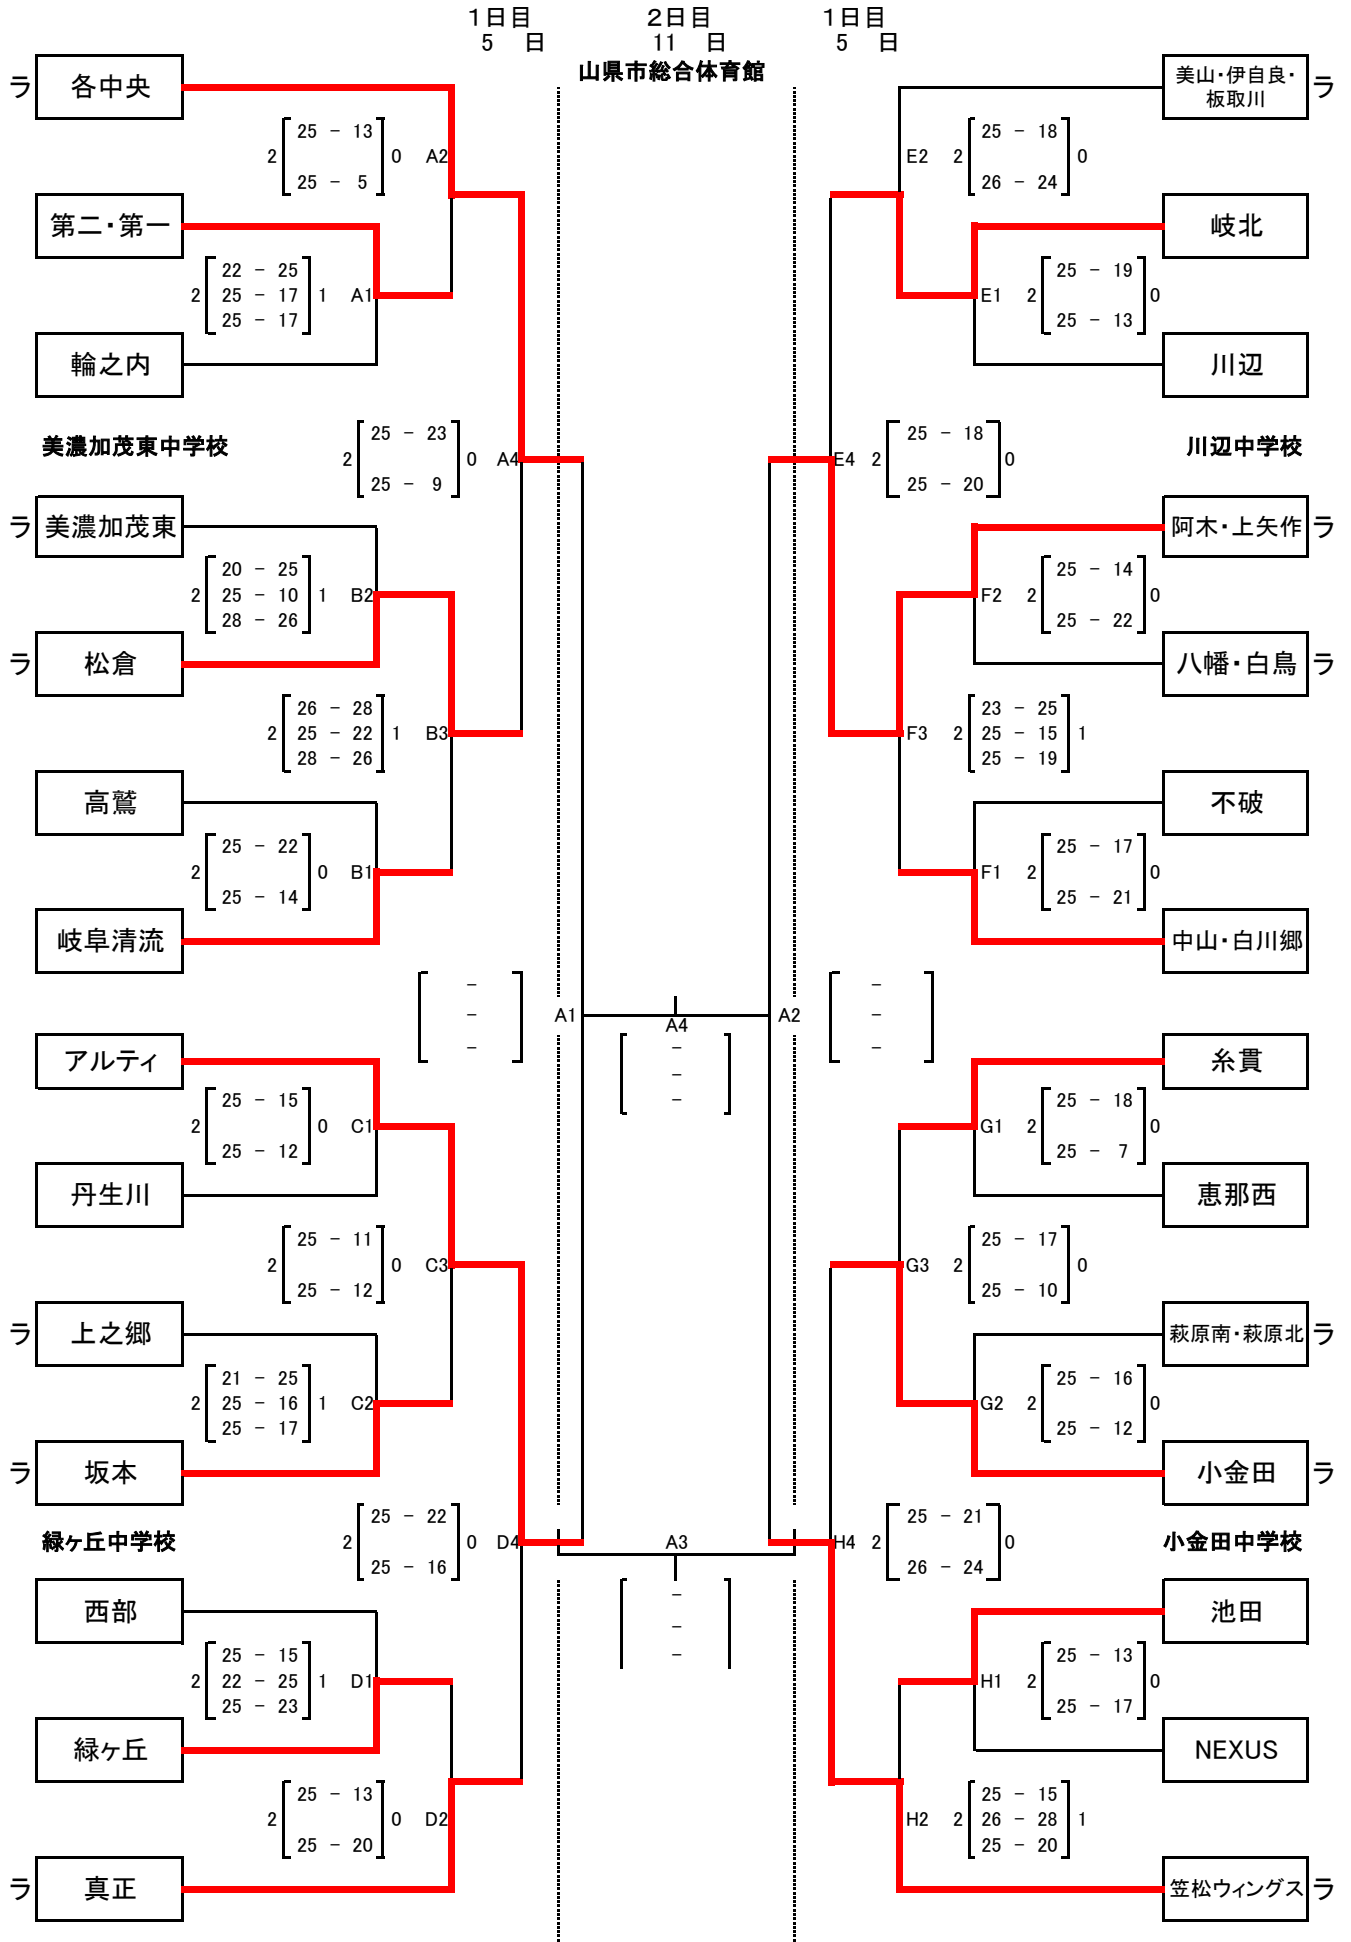 1日目 2日目 1日目
5 日 11 日 5 日
山県市総合体育館
ラ 各中央
25 － 13
2 0 A2
25 － 5
第二・第一
22 － 25
2 25 － 17 1 A1
25 － 17
輪之内
美濃加茂東中学校
25 － 23
2 0 A4
25 － 9
ラ 美濃加茂東
20 － 25
2 25 － 10 1 B2
28 － 26
ラ 松倉
26 － 28
2 25 － 22 1 B3
28 － 26
高鷲
25 － 22
2 0 B1
25 － 14
岐阜清流
－
－ A1
－
アルティ
25 － 15
2 0 C1
25 － 12
丹生川
25 － 11
2 0 C3
25 － 12
ラ 上之郷
21 － 25
2 25 － 16 1 C2
25 － 17
ラ 坂本
25 － 22
緑ヶ丘中学校 2 0 D4
25 － 16
西部
25 － 15
2 22 － 25 1 D1
25 － 23
緑ヶ丘
25 － 13
2 0 D2
25 － 20
ラ 真正
A4
－
－
－
A3
－
－
－
美山・伊自良・ ラ
板取川
25 － 18
E2 2 0
26 － 24
岐北
25 － 19
E1 2 0
25 － 13
川辺
川辺中学校
25 － 18
E4 2 0
25 － 20
阿木・上矢作 ラ
25 － 14
F2 2 0
25 － 22
八幡・白鳥 ラ
23 － 25
F3 2 25 － 15 1
25 － 19
不破
25 － 17
F1 2 0
25 － 21
中山・白川郷
－
A2 －
－
糸貫
25 － 18
G1 2 0
25 － 7
恵那西
25 － 17
G3 2 0
25 － 10
萩原南・萩原北 ラ
25 － 16
G2 2 0
25 － 12
小金田 ラ
25 － 21
H4 2 0 小金田中学校
26 － 24
池田
25 － 13
H1 2 0
25 － 17
NEXUS
25 － 15
H2 2 26 － 28 1
25 － 20
笠松ウィングス ラ